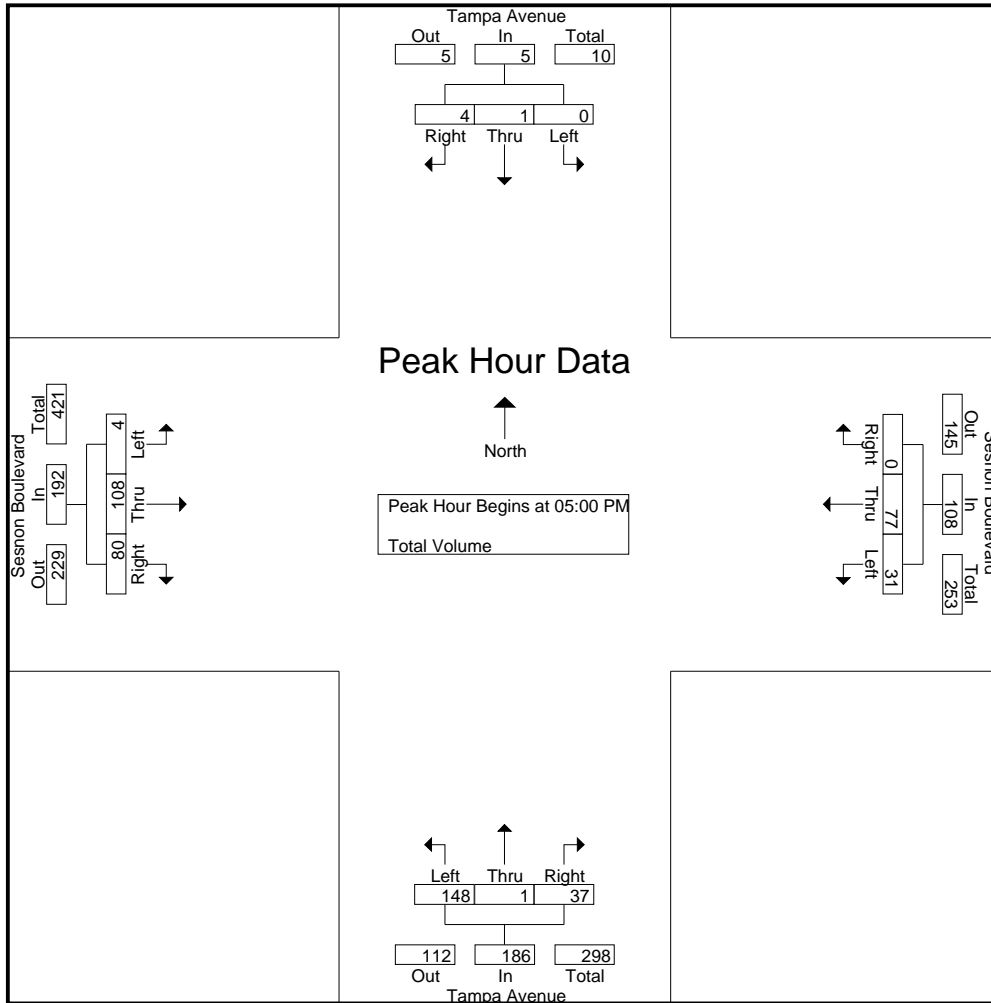 Tampa Avenue
Out In Total
5 5 10
4 1 0
Right Thru Left
Peak Hour Data
North
Peak Hour Begins at 05:00 PM
Total Volume
Sesnon Boulevard
Total In Out
421 192 229
4 108 80
Left Thru Right
Sesnon Boulevard
Out In Total
145 108 253
0 77 31
Right Thru Left
Left Thru Right
148 1 37
112 186 298
Out In Total
Tampa Avenue